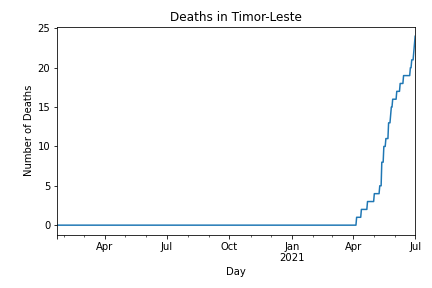 Deaths in Timor-Leste
25
20
15
10
5
0
Number of Deaths
Apr
Jul
Oct
Jan
2021
Apr
Jul
Day